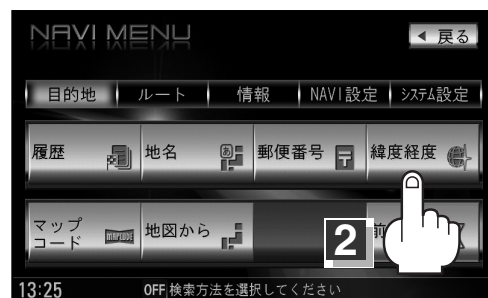 NAVI MENU
戻る
目的地 ルート 情報 NAVI設定 システム設定
履歴 地名 あ 郵便番号 〒 緯度経度
マップ
コード MAPCODE 地図から 2 前
13:25 OFF 検索方法を選択してください